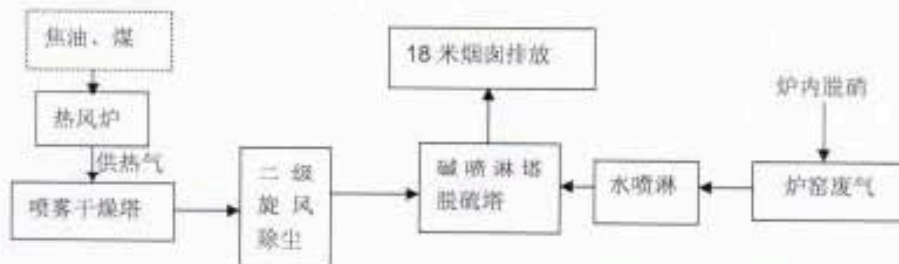 焦油、煤
热风炉
供热气
喷雾干燥塔
二级
旋风
除尘
18 米烟囱排放
碱喷淋塔
脱硫塔
水喷淋
炉内脱硝
炉窑废气